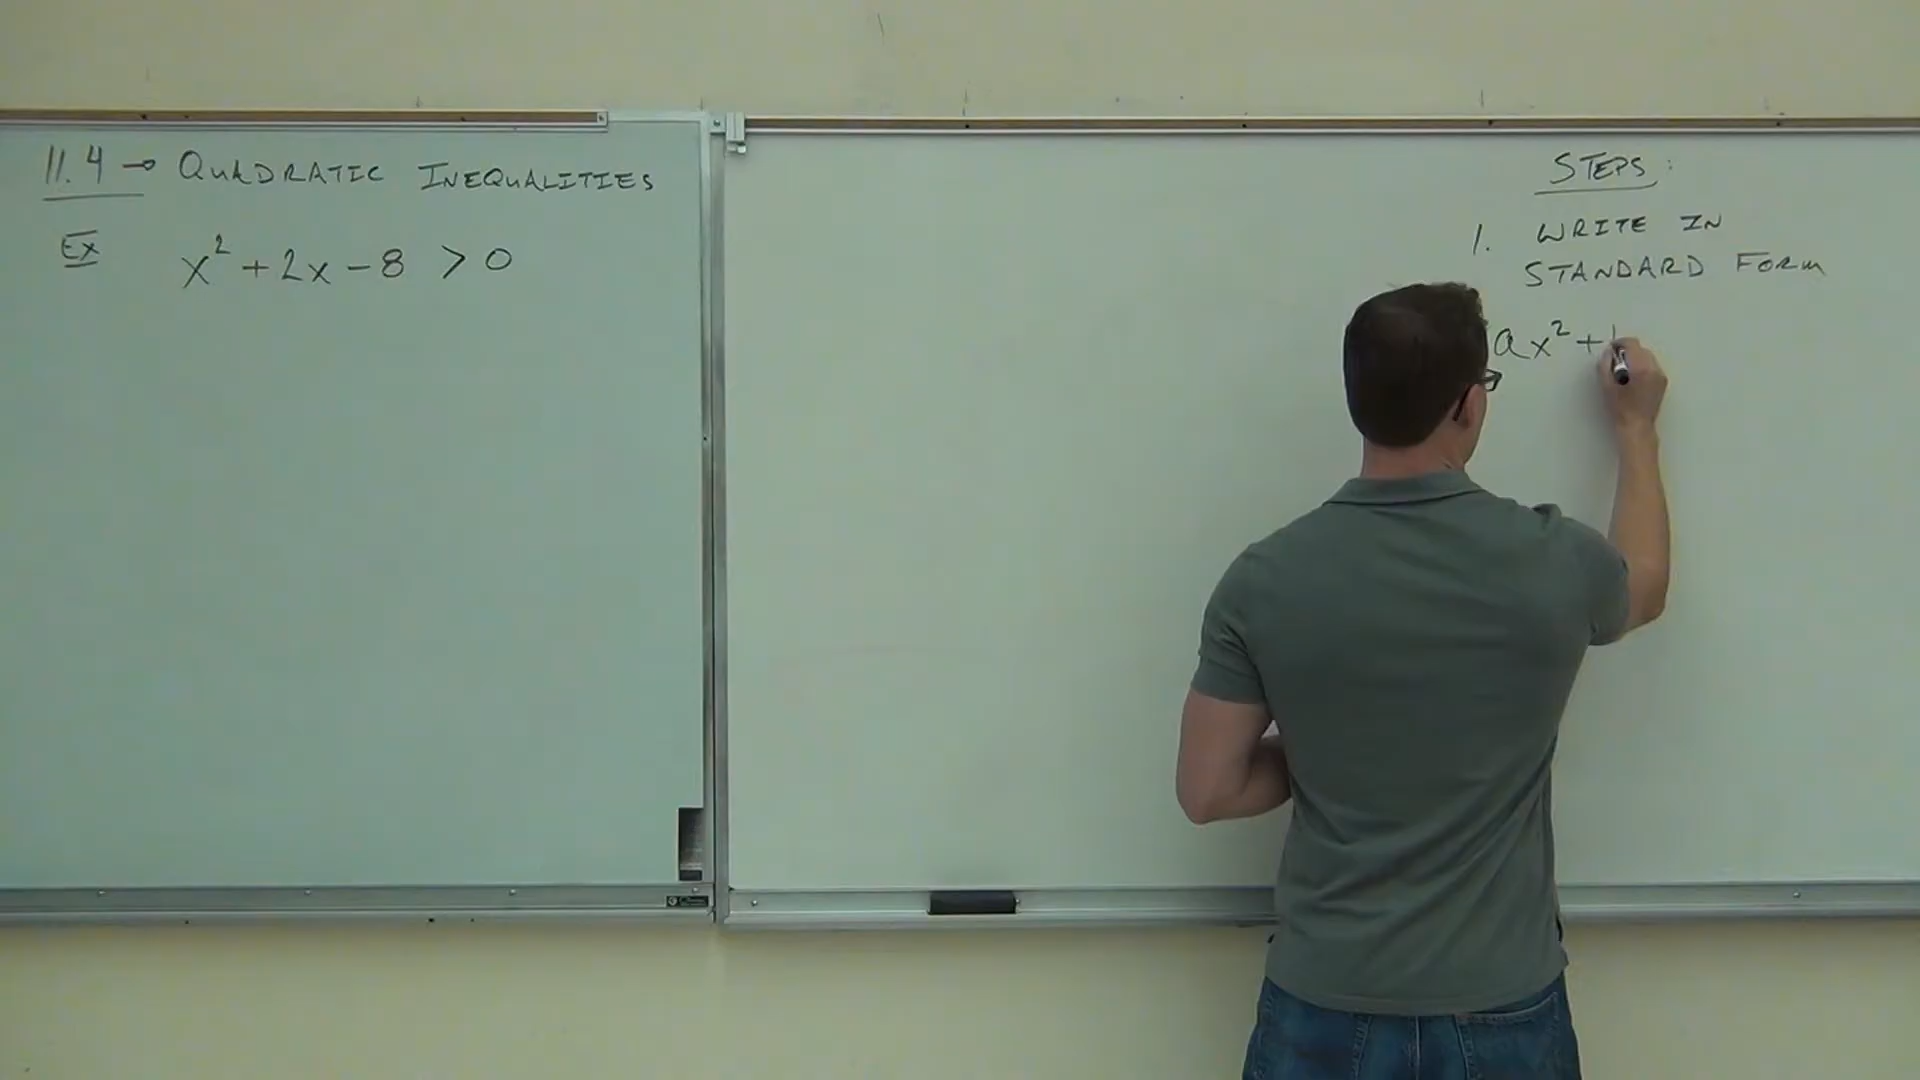 11.4 → QUADRATIC INEQUALITIES
Ex x² + 2x - 8 > 0
STEPS:
1. WRITE IN
STANDARD FORM
ax² +